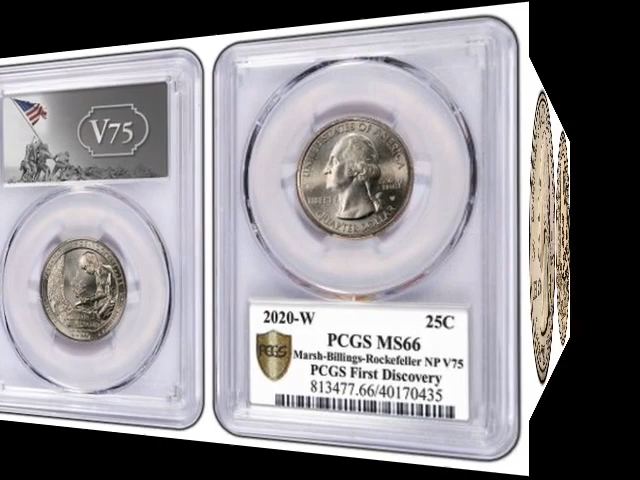 V75
UNITED STATES OF AMERICA
LIBERTY
QUARTER DOLLAR
2020-W 25C
PCGS MS66
PCGS
Marsh-Billings-Rockefeller NP V75
PCGS First Discovery
813477.66/40170435